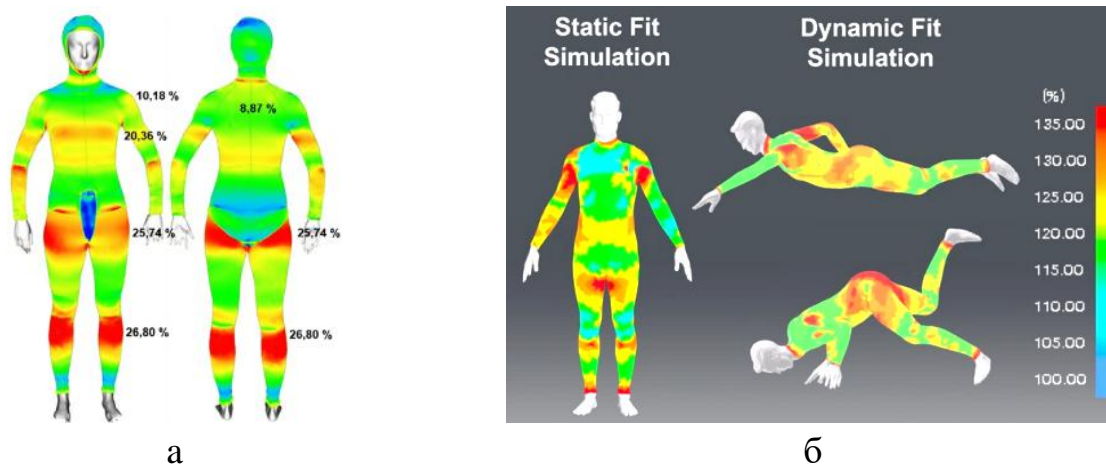 10,18 %
8,87 %
20,36 %
25,74 %
25,74 %
26,80 %
26,80 %
Static Fit
Simulation
Dynamic Fit
Simulation
(%)
135.00
130.00
125.00
120.00
115.00
110.00
105.00
100.00
а
б